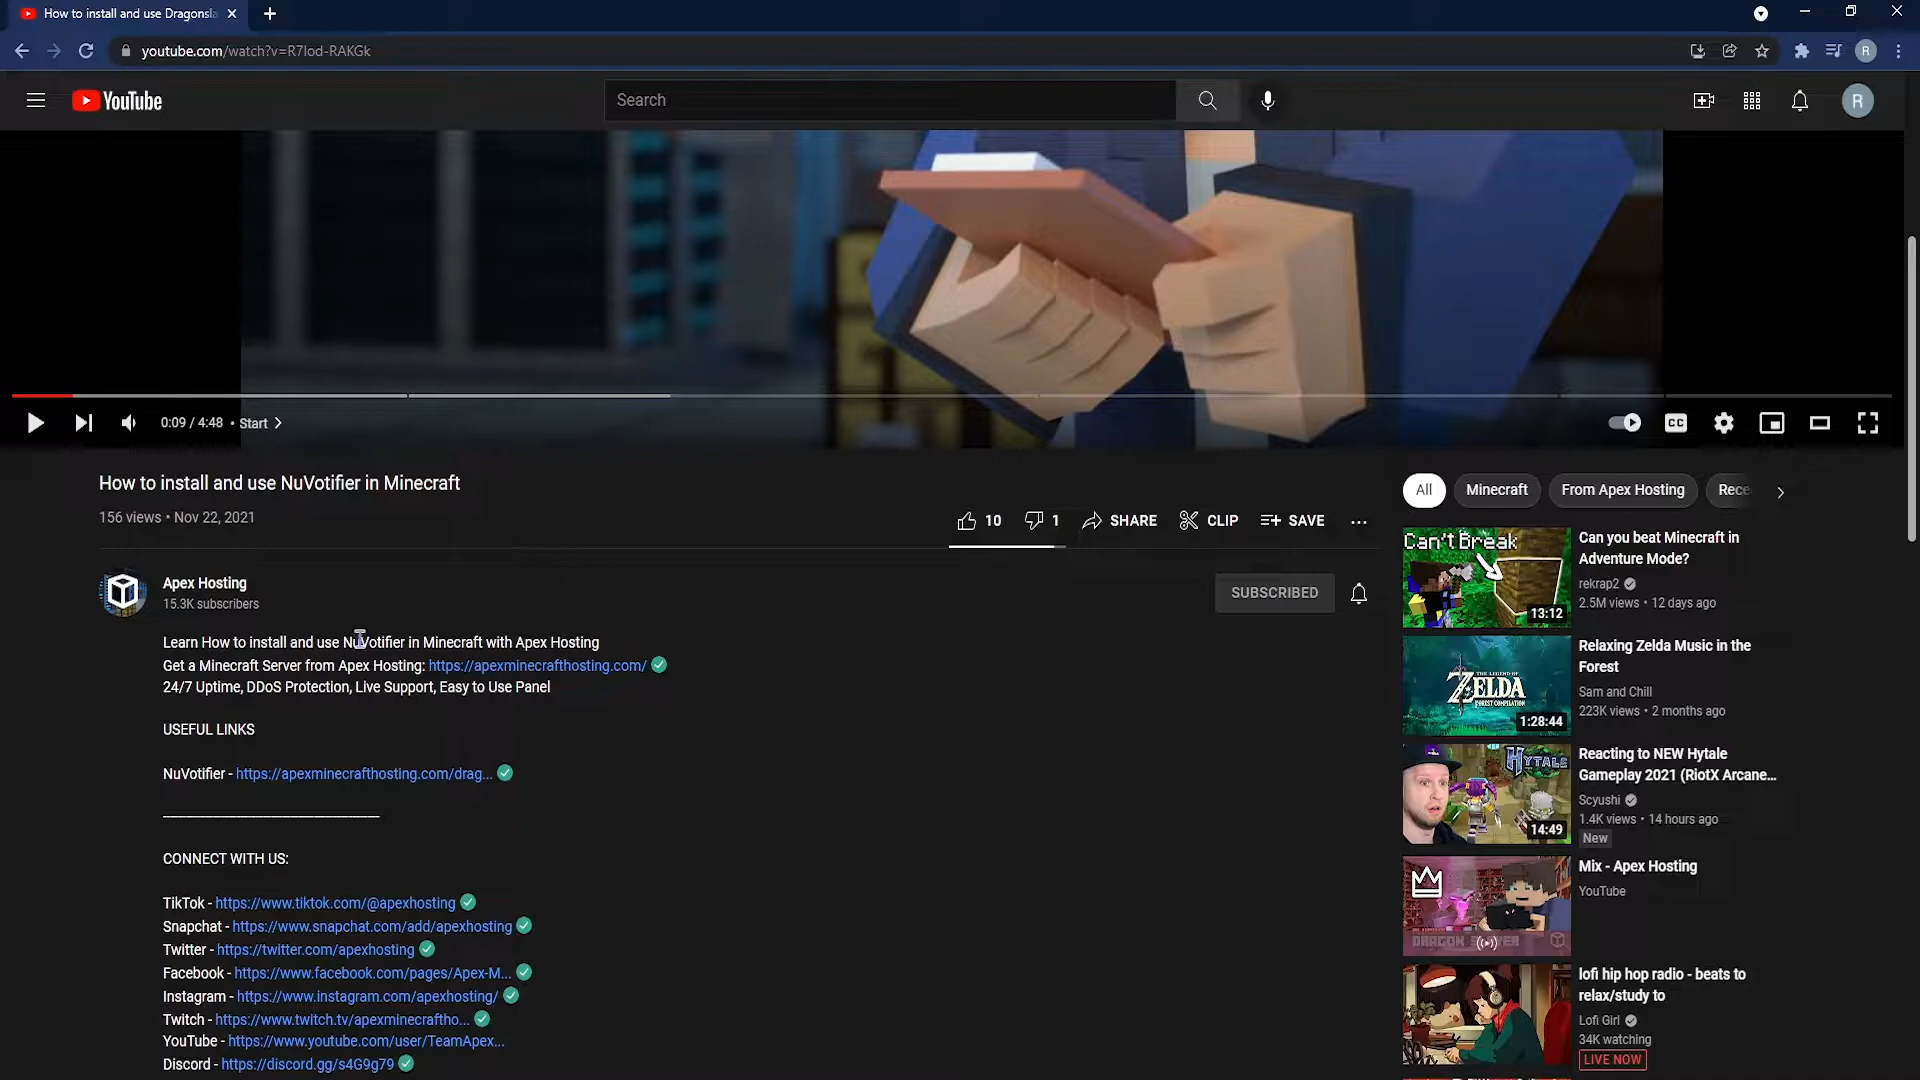 How to install and use Dragonsla
youtube.com/watch?v=R7Iod-RAKGk
R
YouTube
Search
R
0:09 / 4:48 • Start
CC
How to install and use NuVotifier in Minecraft
156 views • Nov 22, 2021
10
1
SHARE
CLIP
SAVE
Apex Hosting
15.3K subscribers
SUBSCRIBED
Learn How to install and use NuVotifier in Minecraft with Apex Hosting
Get a Minecraft Server from Apex Hosting: https://apexminecrafthosting.com/
24/7 Uptime, DDoS Protection, Live Support, Easy to Use Panel
USEFUL LINKS
NuVotifier - https://apexminecrafthosting.com/drag...
CONNECT WITH US:
TikTok - https://www.tiktok.com/@apexhosting
Snapchat - https://www.snapchat.com/add/apexhosting
Twitter - https://twitter.com/apexhosting
Facebook - https://www.facebook.com/pages/Apex-M...
Instagram - https://www.instagram.com/apexhosting/
Twitch - https://www.twitch.tv/apexminecraftho...
YouTube - https://www.youtube.com/user/TeamApex...
Discord - https://discord.gg/s4G9g79
All
Minecraft
From Apex Hosting
Rece
Can't Break
13:12
Can you beat Minecraft in
Adventure Mode?
rekrap2
2.5M views • 12 days ago
THE LEGEND OF
ZELDA
FOREST COMPILATION
1:28:44
Relaxing Zelda Music in the
Forest
Sam and Chill
223K views • 2 months ago
HYTALE
14:49
Reacting to NEW Hytale
Gameplay 2021 (RiotX Arcane...
Scyushi
1.4K views • 14 hours ago
New
DRAGON SLAYER
Mix - Apex Hosting
YouTube
lofi hip hop radio - beats to
relax/study to
Lofi Girl
34K watching
LIVE NOW